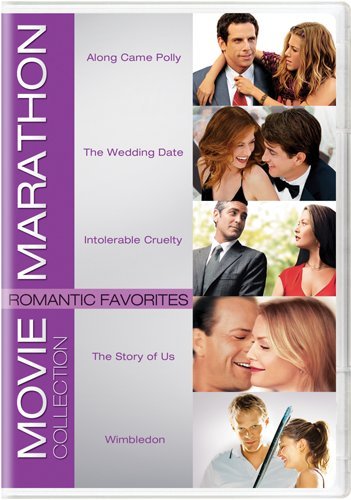 MOVIE MARATHON
COLLECTION
Along Came Polly
The Wedding Date
Intolerable Cruelty
ROMANTIC FAVORITES
The Story of Us
Wimbledon